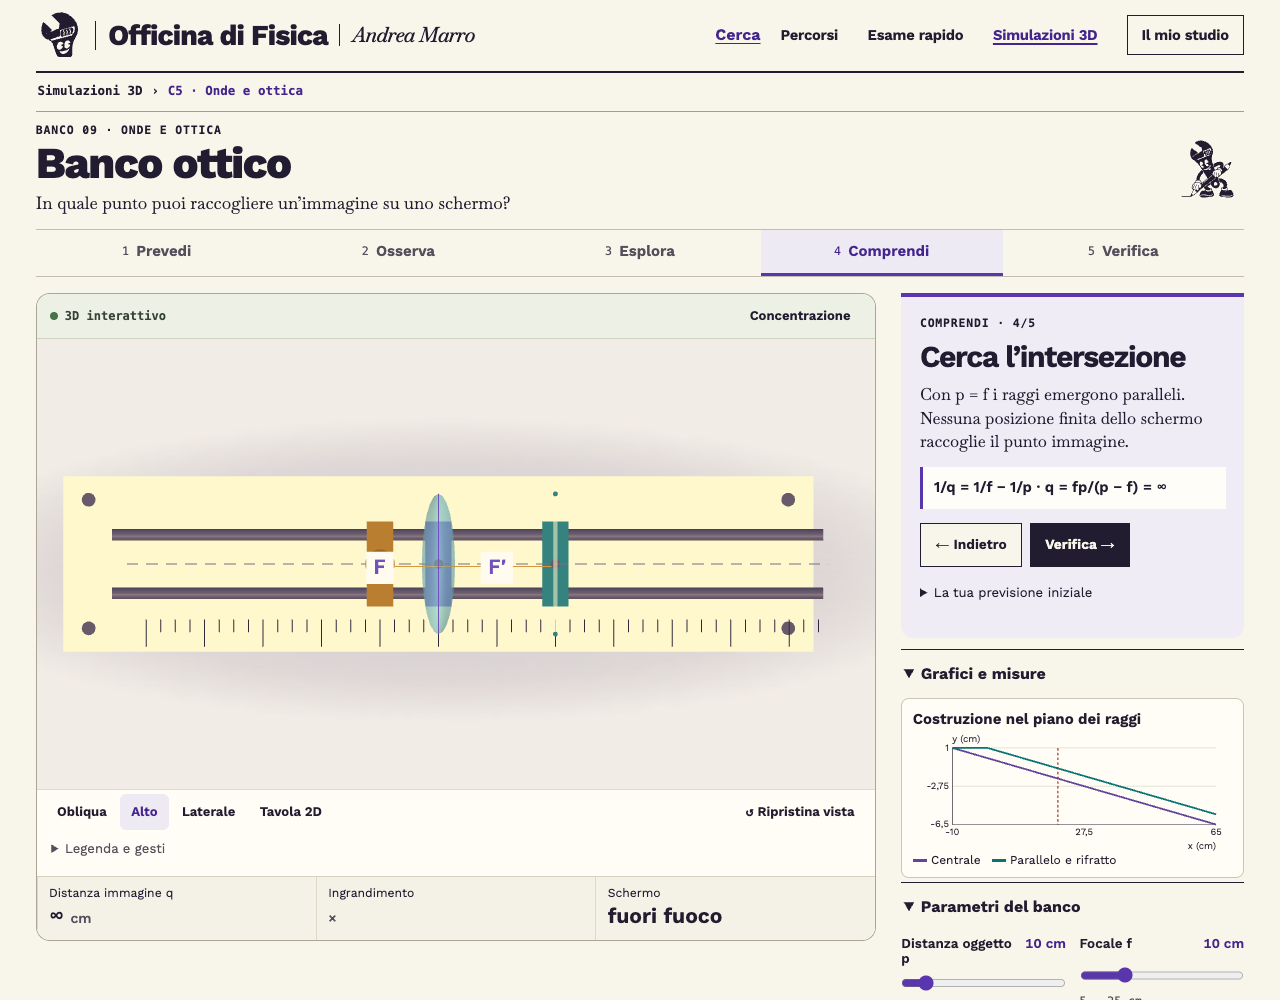 Officina di Fisica
Andrea Marro
Cerca
Percorsi
Esame rapido
Simulazioni 3D
Il mio studio
Simulazioni 3D › C5 · Onde e ottica
BANCO 09 · ONDE E OTTICA
Banco ottico
In quale punto puoi raccogliere un’immagine su uno schermo?
1 Prevedi
2 Osserva
3 Esplora
4 Comprendi
5 Verifica
3D interattivo
Concentrazione
F
F′
Obliqua
Alto
Laterale
Tavola 2D
↺ Ripristina vista
▶ Legenda e gesti
Distanza immagine q
∞ cm
Ingrandimento
×
Schermo
fuori fuoco
COMPRENDI · 4/5
Cerca l’intersezione
Con p = f i raggi emergono paralleli.
Nessuna posizione finita dello schermo
raccoglie il punto immagine.
1/q = 1/f − 1/p · q = fp/(p − f) = ∞
← Indietro
Verifica →
▶ La tua previsione iniziale
▼ Grafici e misure
Costruzione nel piano dei raggi
y (cm)
1
-2,75
-6,5
-10
27,5
65
x (cm)
Centrale
Parallelo e rifratto
▼ Parametri del banco
Distanza oggetto p
10 cm
Focale f
10 cm